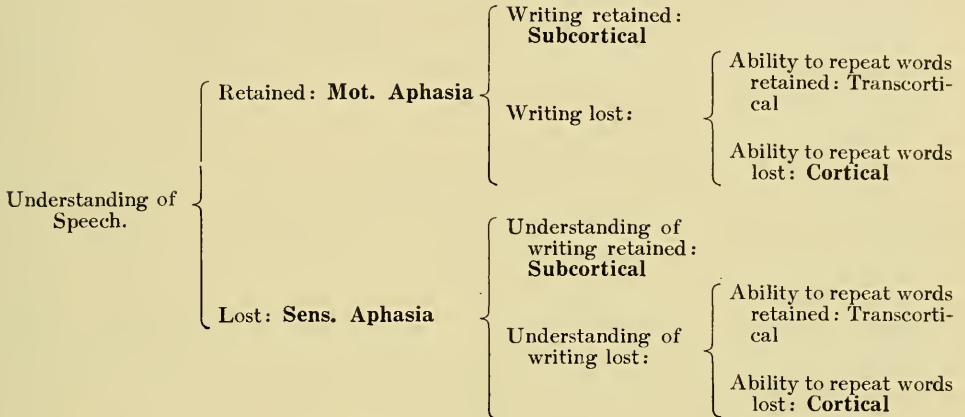 Writing retained:
Subcortical
Ability to repeat words
retained: Transcorti-
cal
Retained: Mot. Aphasia
Writing lost:
Ability to repeat words
lost: Cortical
Understanding of
Speech.
Understanding of
writing retained:
Subcortical
Ability to repeat words
retained: Transcorti-
cal
Lost: Sens. Aphasia
Understanding of
writing lost:
Ability to repeat words
lost: Cortical